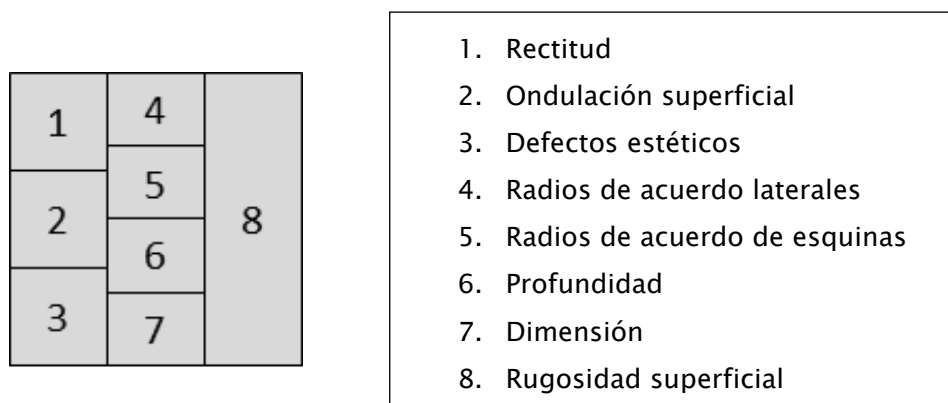 1
2
3
4
5
6
7
8
1. Rectitud
2. Ondulación superficial
3. Defectos estéticos
4. Radios de acuerdo laterales
5. Radios de acuerdo de esquinas
6. Profundidad
7. Dimensión
8. Rugosidad superficial